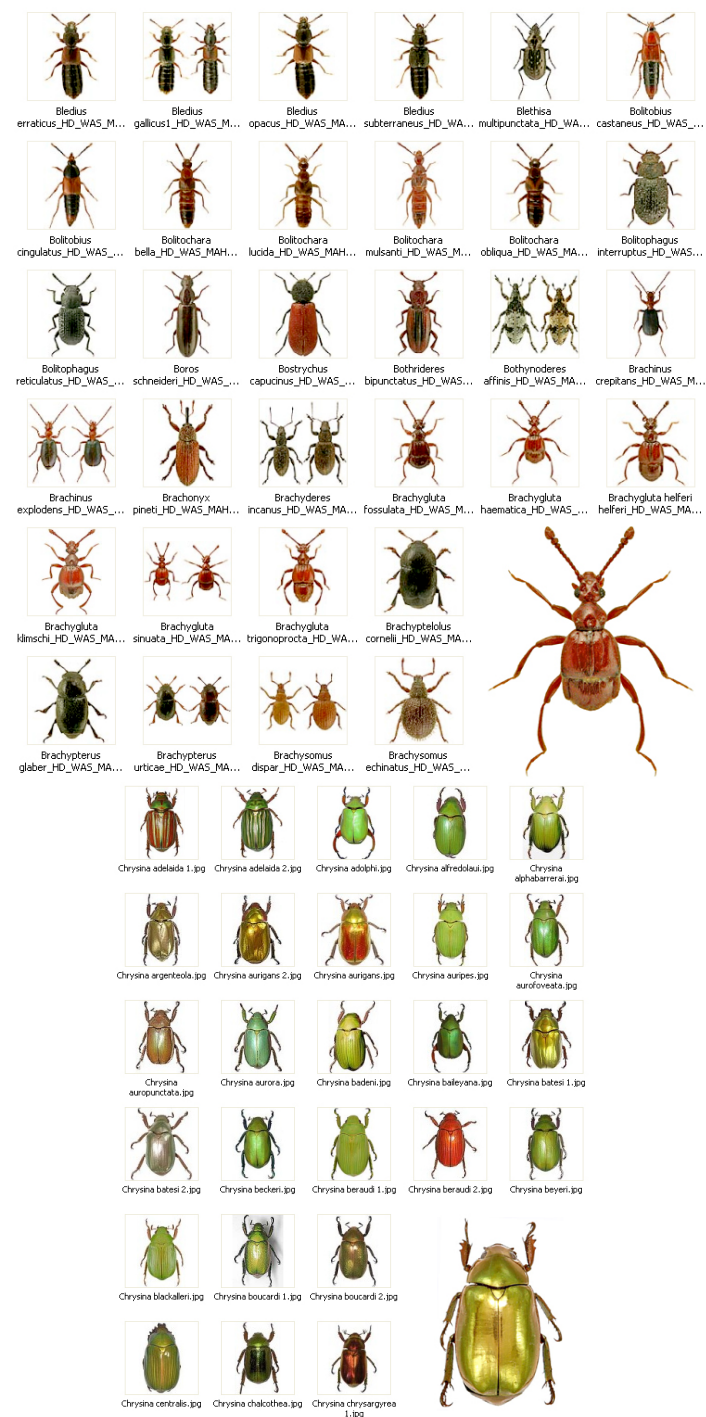 Bledius
erraticus_HD_WAS_M...
Bledius
gallicus1_HD_WAS_M...
Bledius
opacus_HD_WAS_MA...
Bledius
subterraneus_HD_WA...
Blethisa
multipunctata_HD_WA...
Bolitobius
castaneus_HD_WAS_...
Bolitobius
cingulatus_HD_WAS_...
Bolitochara
bella_HD_WAS_MAH...
Bolitochara
lucida_HD_WAS_MAH...
Bolitochara
mulsanti_HD_WAS_M...
Bolitochara
obliqua_HD_WAS_MA...
Bolitophagus
interruptus_HD_WAS...
Bolitophagus
reticulatus_HD_WAS_...
Boros
schneideri_HD_WAS_...
Bostrychus
capucinus_HD_WAS_...
Bothrideres
bipunctatus_HD_WAS...
Bothynoderes
affinis_HD_WAS_MA...
Brachinus
crepitans_HD_WAS_M...
Brachinus
explodens_HD_WAS_...
Brachonyx
pineti_HD_WAS_MAH...
Brachyderes
incanus_HD_WAS_MA...
Brachygluta
fossulata_HD_WAS_M...
Brachygluta
haematica_HD_WAS_...
Brachygluta helferi
helferi_HD_WAS_MA...
Brachygluta
klimschi_HD_WAS_MA...
Brachygluta
sinuata_HD_WAS_MA...
Brachygluta
trigonoprocta_HD_WA...
Brachyptelolus
cornelii_HD_WAS_MA...
Brachypterus
glaber_HD_WAS_MA...
Brachypterus
urticae_HD_WAS_MA...
Brachysomus
dispar_HD_WAS_MA...
Brachysomus
echinatus_HD_WAS_...
Chrysina adelaida 1.jpg
Chrysina adelaida 2.jpg
Chrysina adolphi.jpg
Chrysina alfredolaui.jpg
Chrysina
alphabarrerai.jpg
Chrysina argenteola.jpg
Chrysina aurigans 2.jpg
Chrysina aurigans.jpg
Chrysina auripes.jpg
Chrysina
aurofoveata.jpg
Chrysina
auropunctata.jpg
Chrysina aurora.jpg
Chrysina badeni.jpg
Chrysina baileyana.jpg
Chrysina batesi 1.jpg
Chrysina batesi 2.jpg
Chrysina beckeri.jpg
Chrysina beraudi 1.jpg
Chrysina beraudi 2.jpg
Chrysina beyeri.jpg
Chrysina blackalleri.jpg
Chrysina boucardi 1.jpg
Chrysina boucardi 2.jpg
Chrysina centralis.jpg
Chrysina chalcothea.jpg
Chrysina chrysargyrea
1.jpg